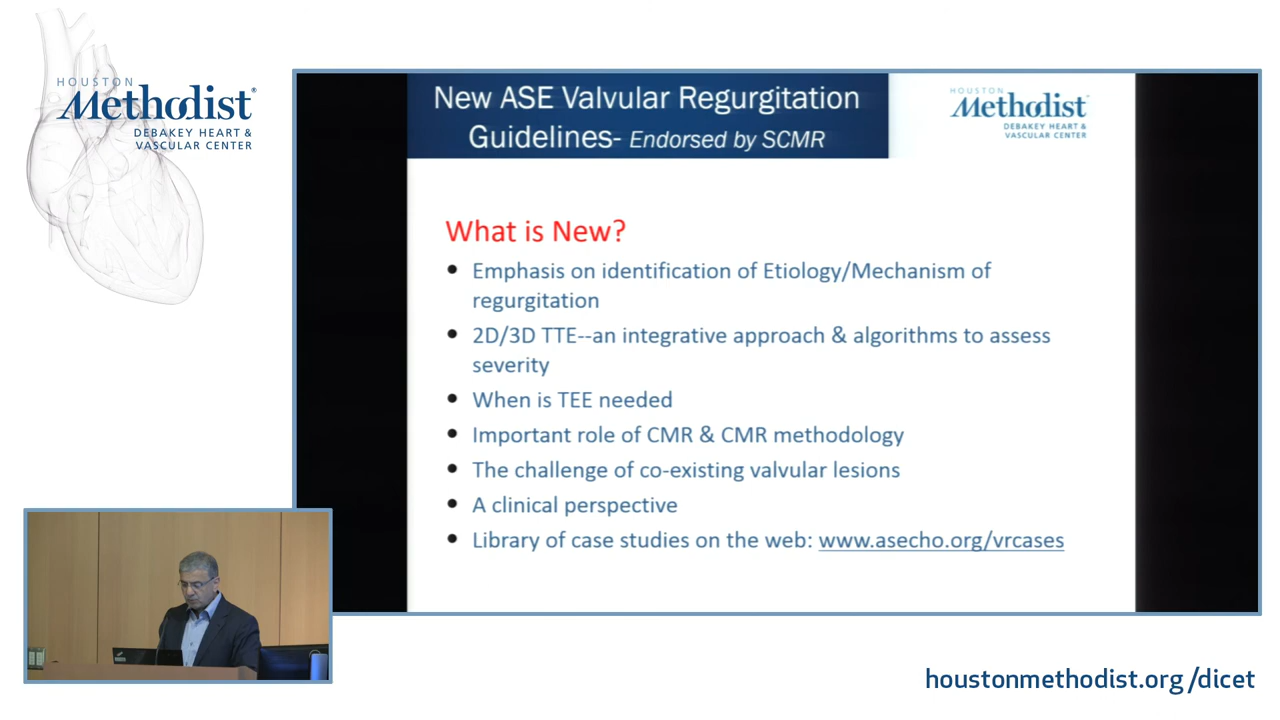 HOUSTON
Methodist®
DEBAKEY HEART &
VASCULAR CENTER
New ASE Valvular Regurgitation
Guidelines- Endorsed by SCMR
HOUSTON
Methodist
DEBAKEY HEART &
VASCULAR CENTER
What is New?
• Emphasis on identification of Etiology/Mechanism of
regurgitation
• 2D/3D TTE--an integrative approach & algorithms to assess
severity
• When is TEE needed
• Important role of CMR & CMR methodology
• The challenge of co-existing valvular lesions
• A clinical perspective
• Library of case studies on the web: www.asecho.org/vrcases
houstonmethodist.org/dicet